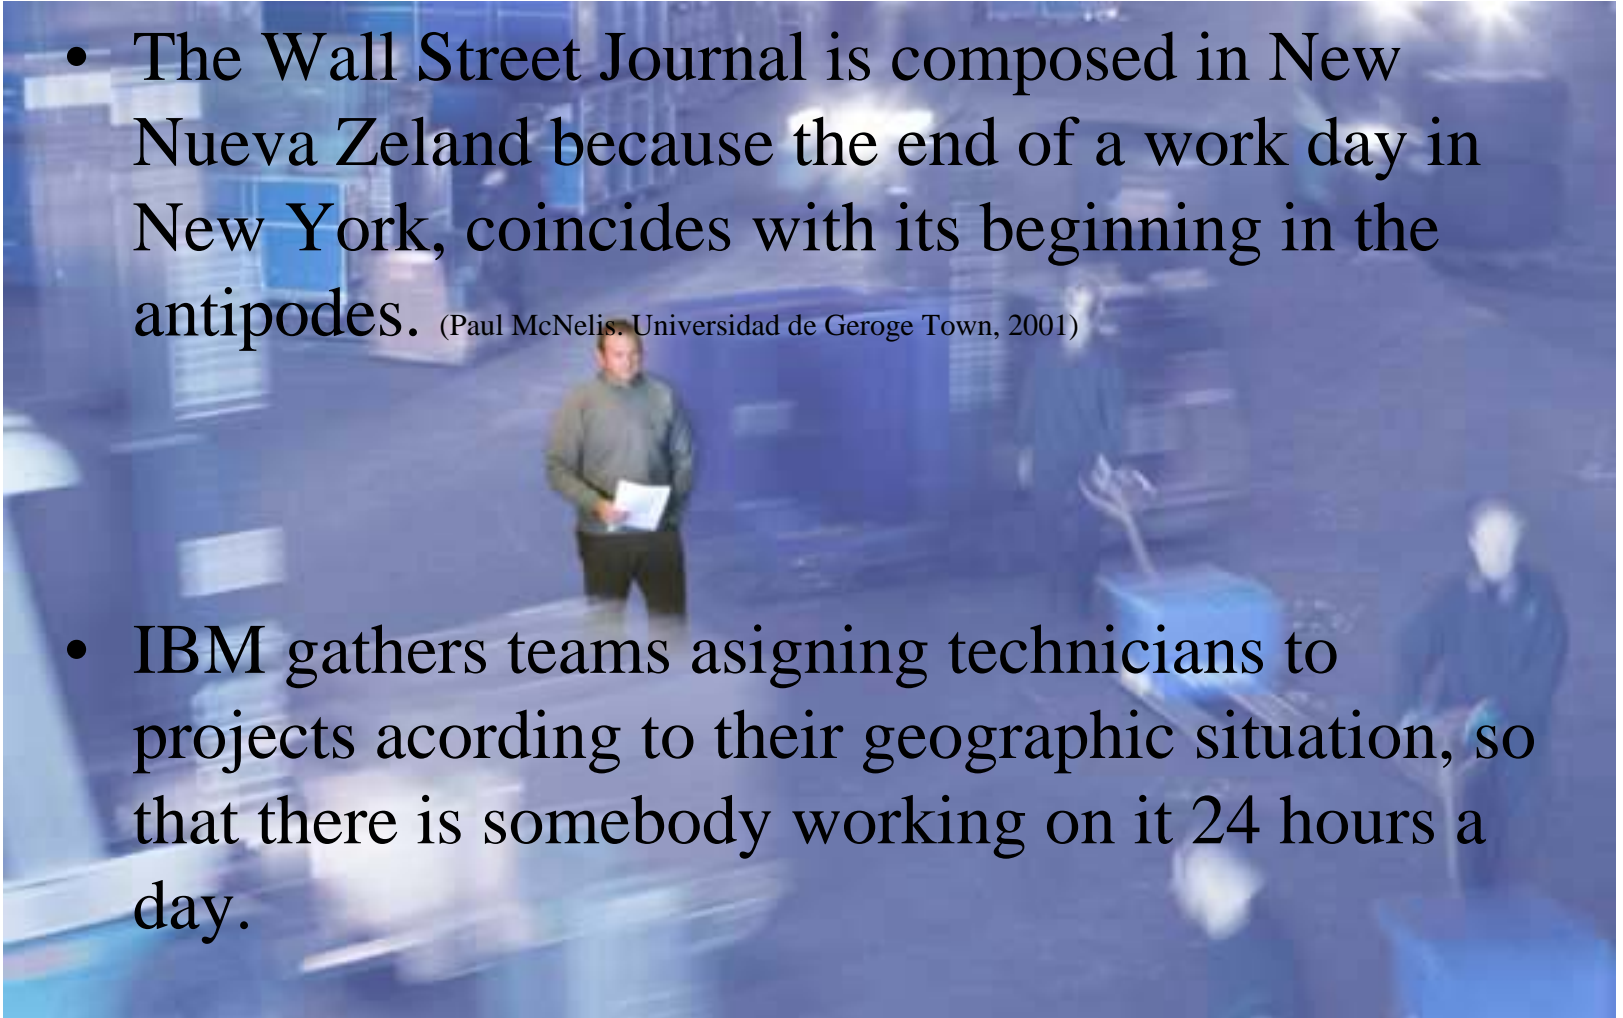 • The Wall Street Journal is composed in New
Nueva Zeland because the end of a work day in
New York, coincides with its beginning in the
antipodes. (Paul McNelis. Universidad de Geroge Town, 2001)
• IBM gathers teams asigning technicians to
projects acording to their geographic situation, so
that there is somebody working on it 24 hours a
day.